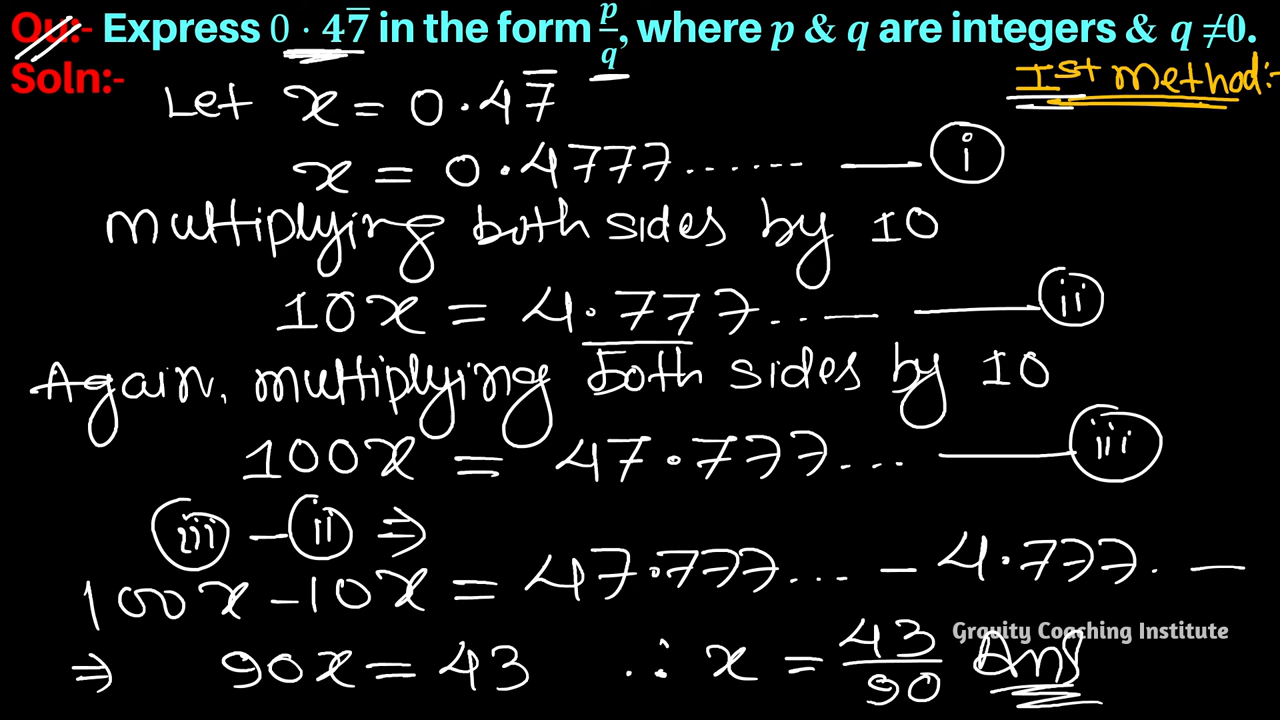 Qu:- Express 0 · 47̅ in the form p/q, where p & q are integers & q ≠0.
Soln:-
Ist Method:-
Let x = 0.47̅
x = 0.4777....... — i
Multiplying both sides by 10
10x = 4.777..— — ii
Again, multiplying both sides by 10
100x = 47.777... — iii
iii – ii ⇒
100x – 10x = 47.777... – 4.777. —
⇒ 90x = 43 ∴ x = 43/90 Ans
Gravity Coaching Institute